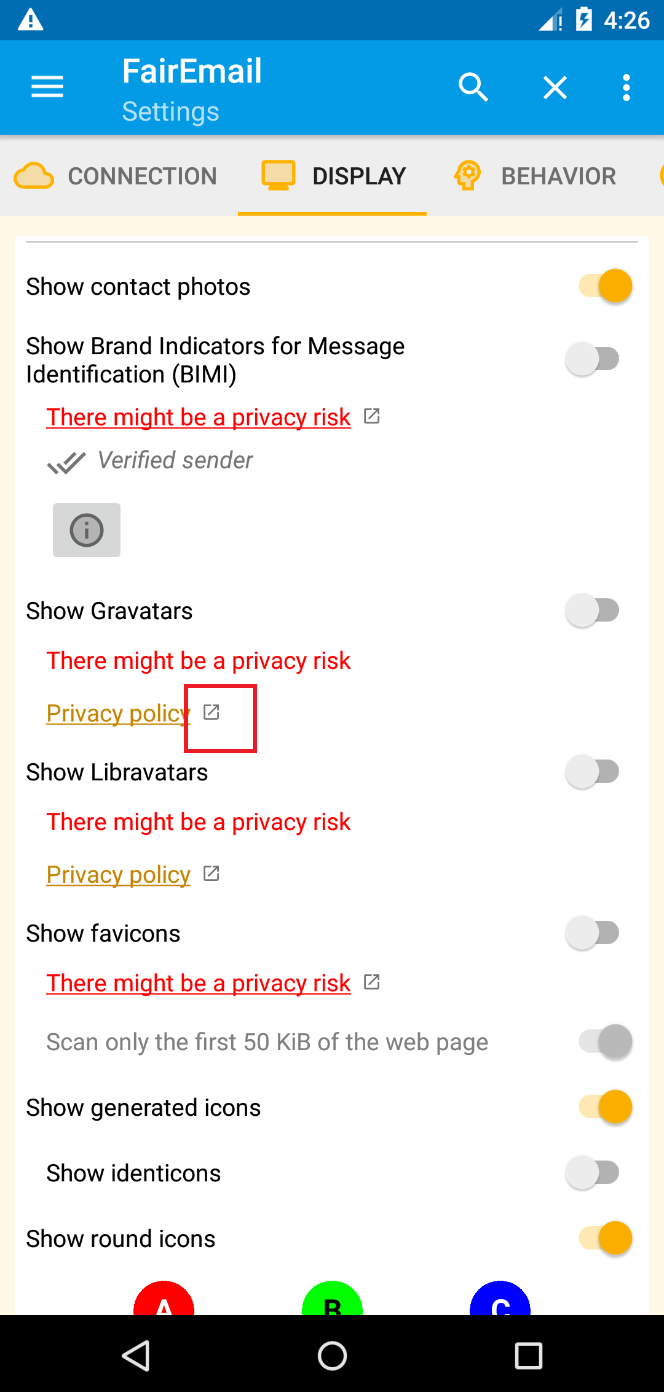 4:26
FairEmail
Settings
CONNECTION
DISPLAY
BEHAVIOR
Show contact photos
Show Brand Indicators for Message
Identification (BIMI)
There might be a privacy risk
Verified sender
Show Gravatars
There might be a privacy risk
Privacy policy
Show Libravatars
There might be a privacy risk
Privacy policy
Show favicons
There might be a privacy risk
Scan only the first 50 KiB of the web page
Show generated icons
Show identicons
Show round icons
A
B
C